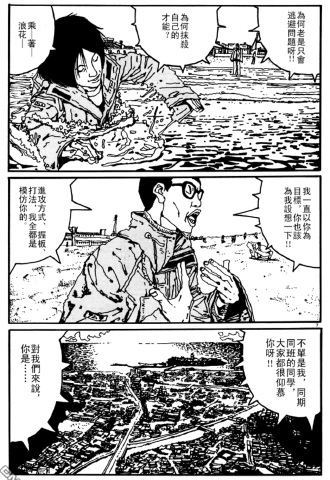 為何老是只會
逃避問題呀!!
為何抹殺
自己的
才能?
乘—著
浪花—
我一直以你為
目標，你也該
為我設想一下!!
進攻方式、握板
打法，我全都是
模仿你的。
不單是我，同期
同班的同學，
大家都很仰慕
你呀!!
對我們來說，
你是……